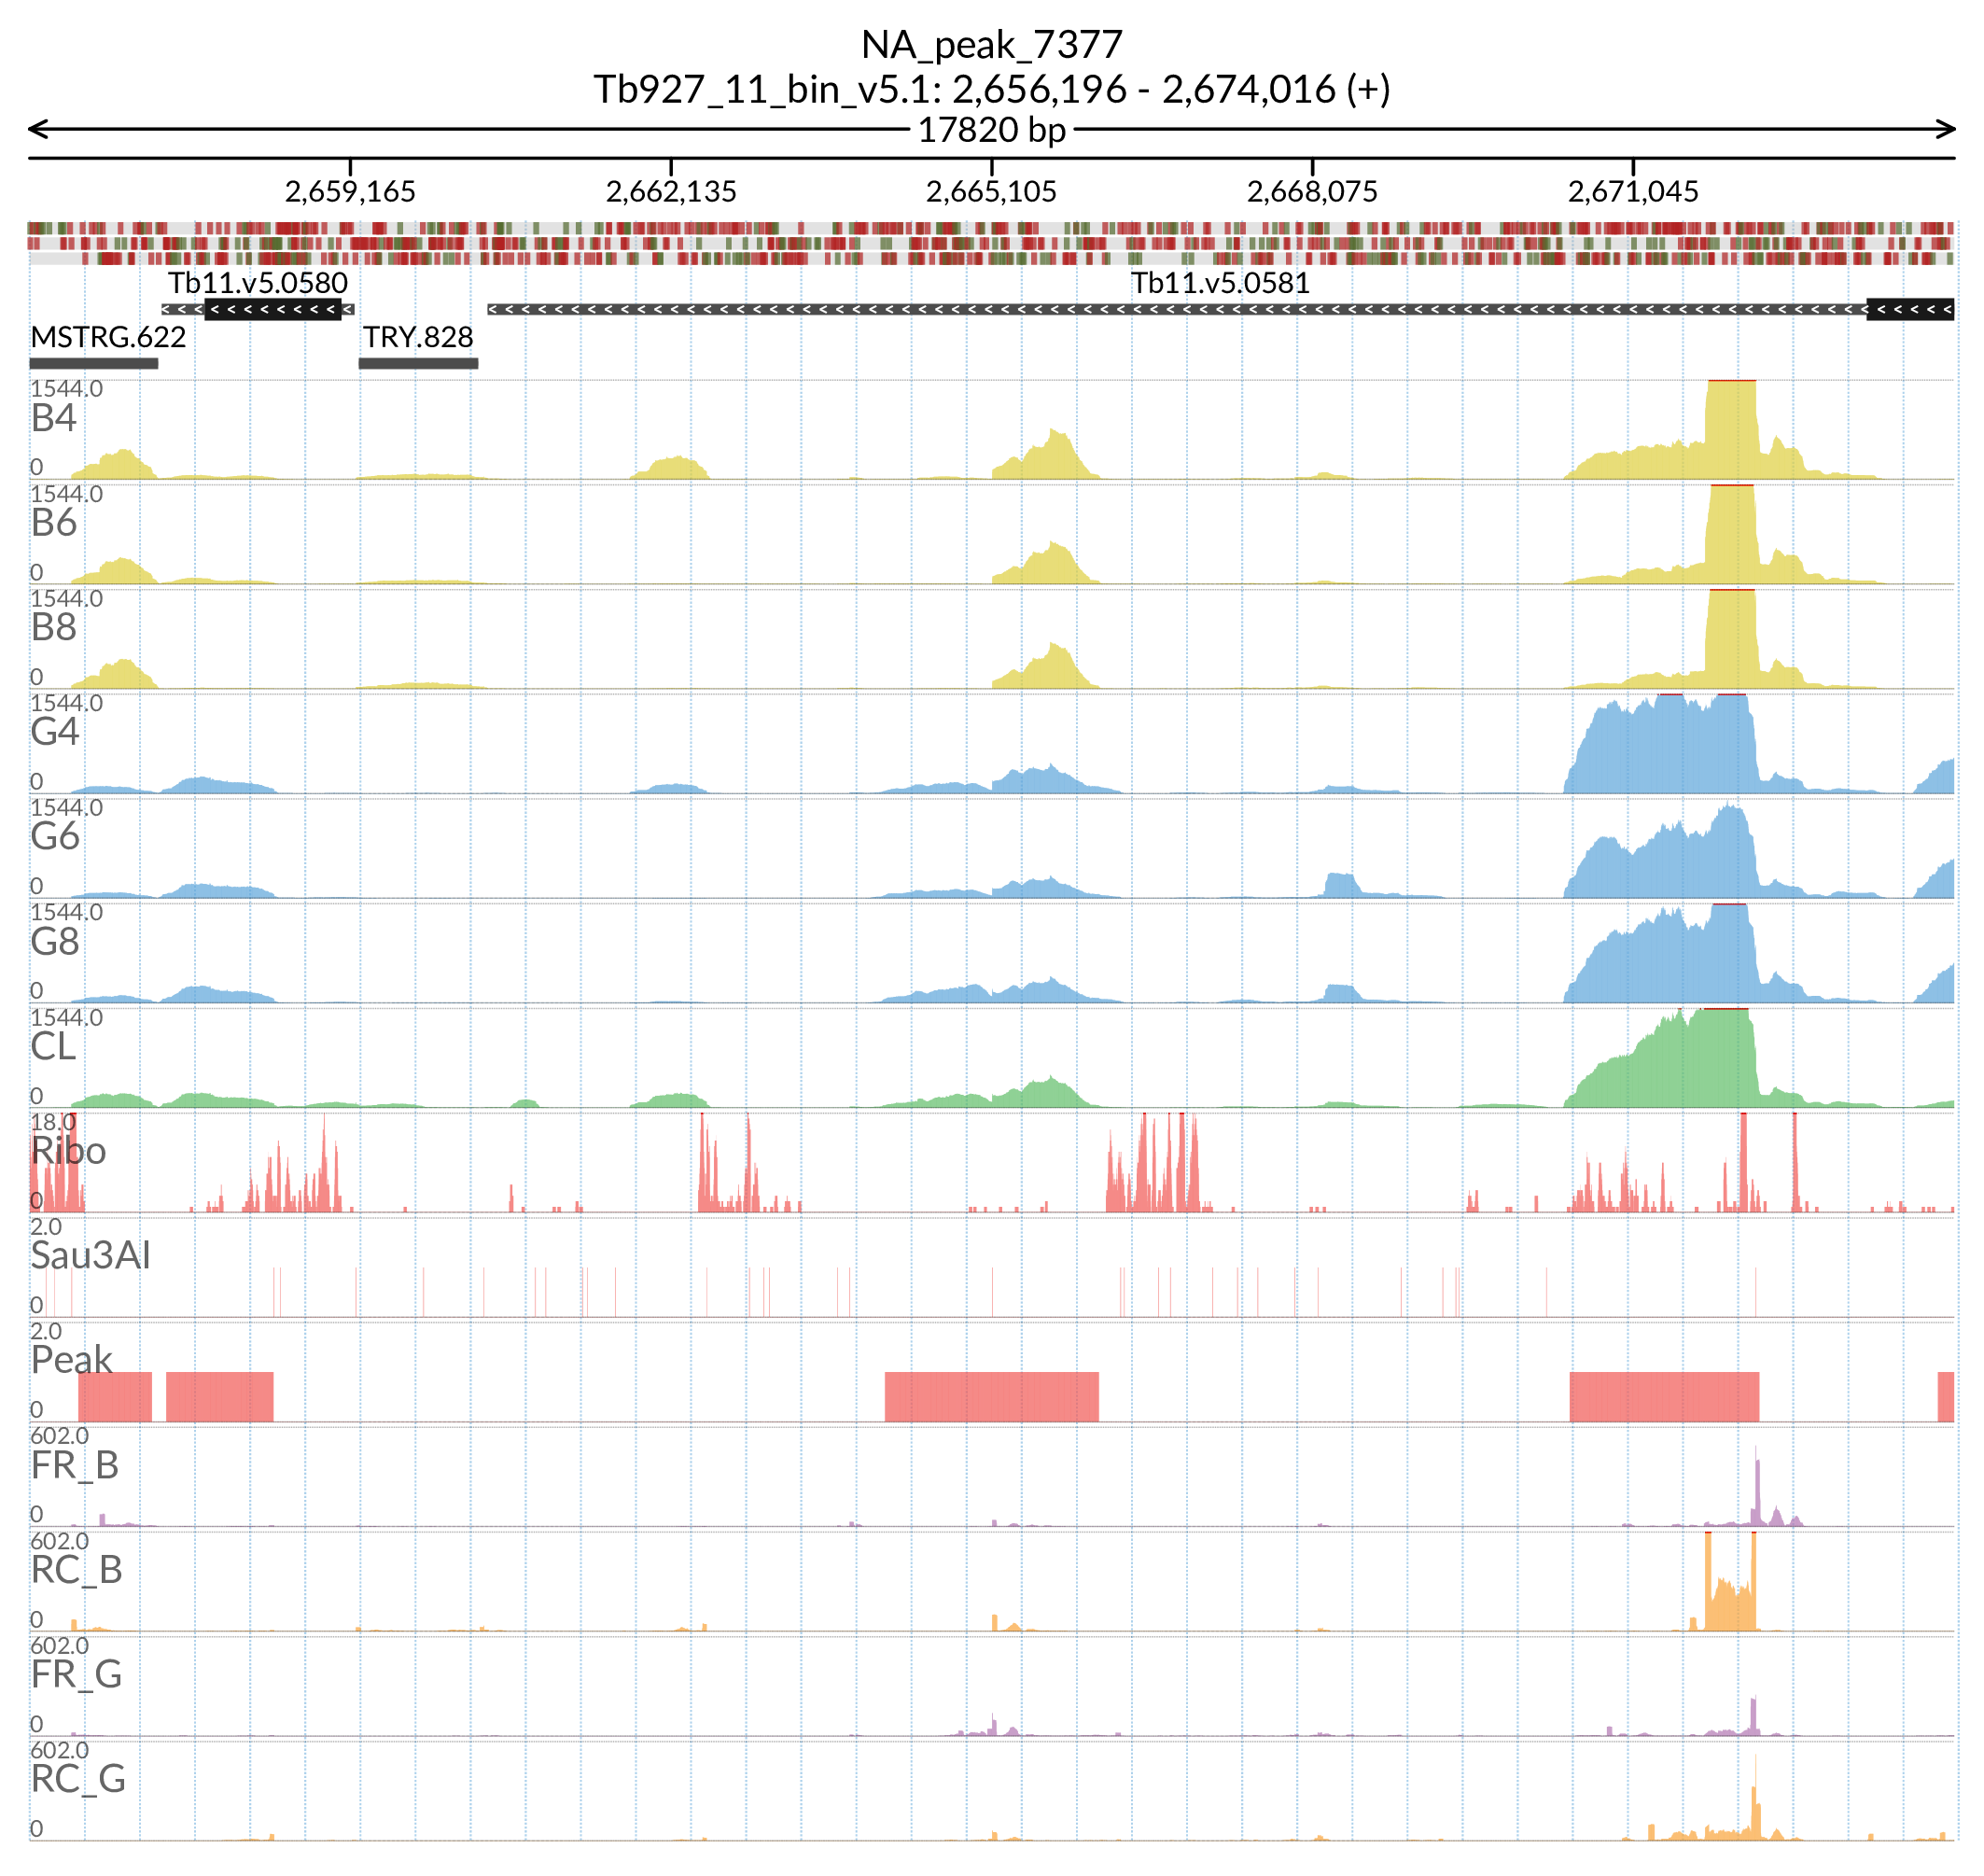 NA_peak_7377
Tb927_11_bin_v5.1: 2,656,196 - 2,674,016 (+)
17820 bp
2,659,165 2,662,135 2,665,105 2,668,075 2,671,045
Tb11.v5.0580 Tb11.v5.0581
MSTRG.622 TRY.828
1544.0
B4
0
1544.0
B6
0
1544.0
B8
0
1544.0
G4
0
1544.0
G6
0
1544.0
G8
0
1544.0
CL
0
18.0
Ribo
0
2.0
Sau3AI
0
2.0
Peak
0
602.0
FR_B
0
602.0
RC_B
0
602.0
FR_G
0
602.0
RC_G
0